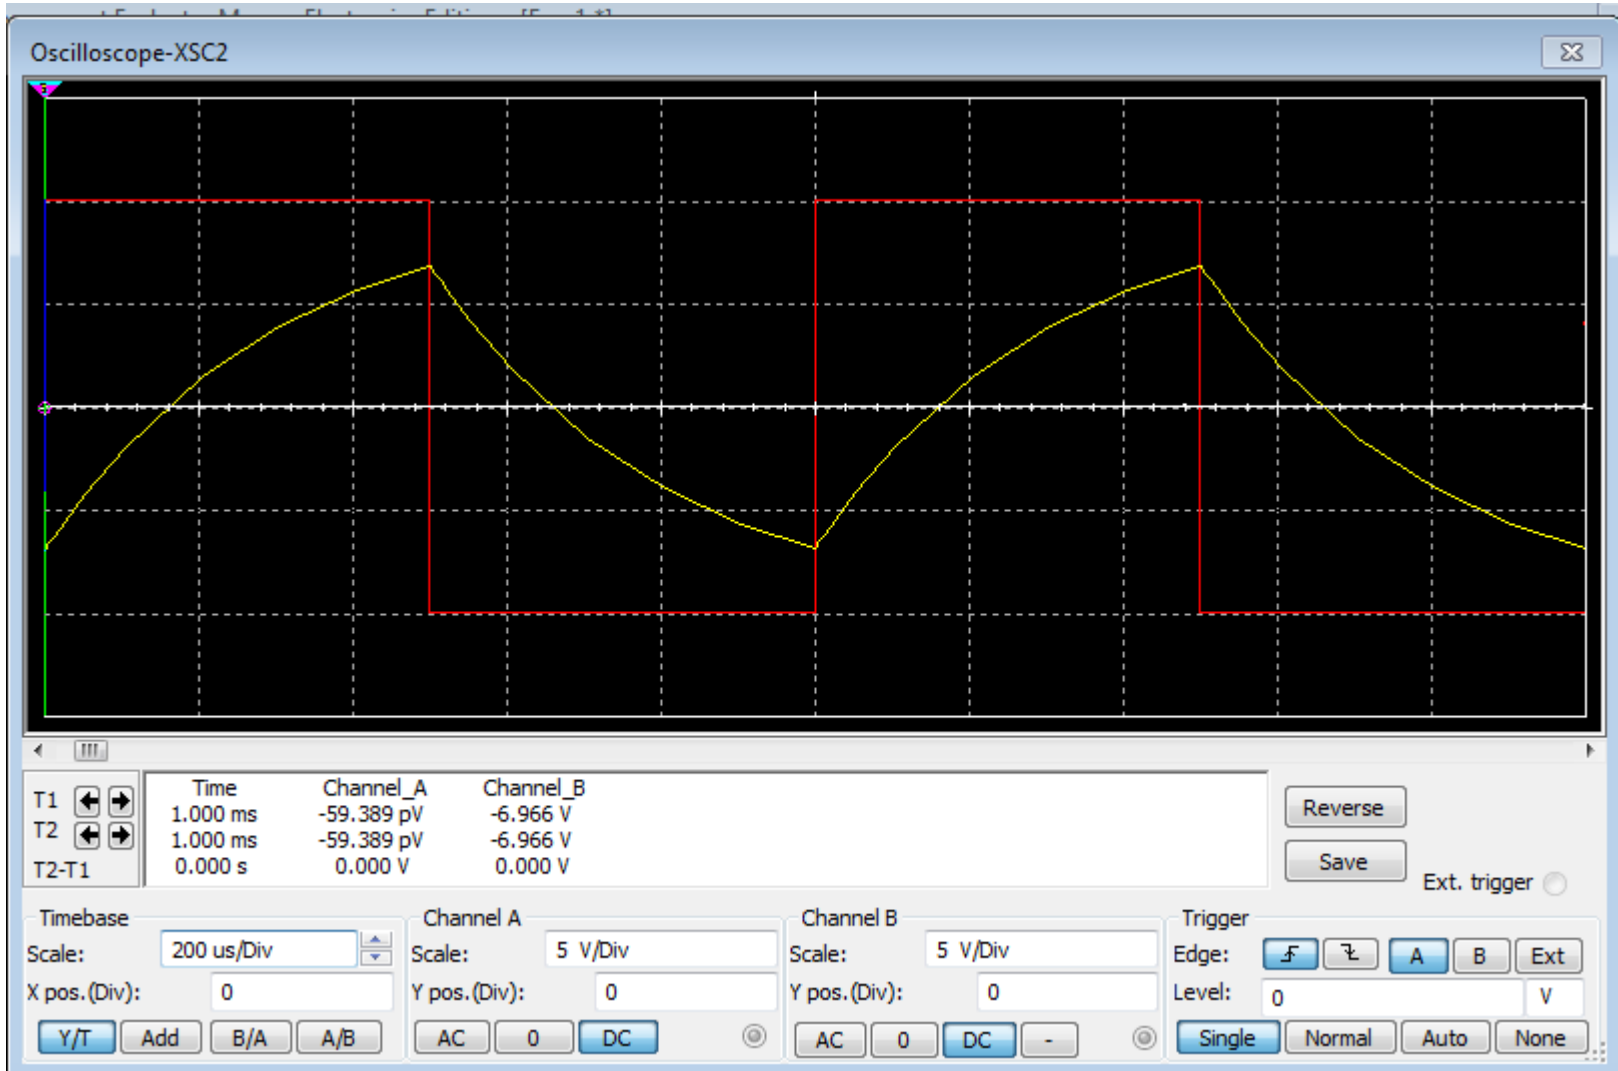 Oscilloscope-XSC2
Time Channel_A Channel_B
T1 1.000 ms -59.389 pV -6.966 V
T2 1.000 ms -59.389 pV -6.966 V
T2-T1 0.000 s 0.000 V 0.000 V
Reverse
Save
Ext. trigger
Timebase
Scale: 200 us/Div
X pos.(Div): 0
Y/T Add B/A A/B
Channel A
Scale: 5 V/Div
Y pos.(Div): 0
AC 0 DC
Channel B
Scale: 5 V/Div
Y pos.(Div): 0
AC 0 DC -
Trigger
Edge: A B Ext
Level: 0 V
Single Normal Auto None